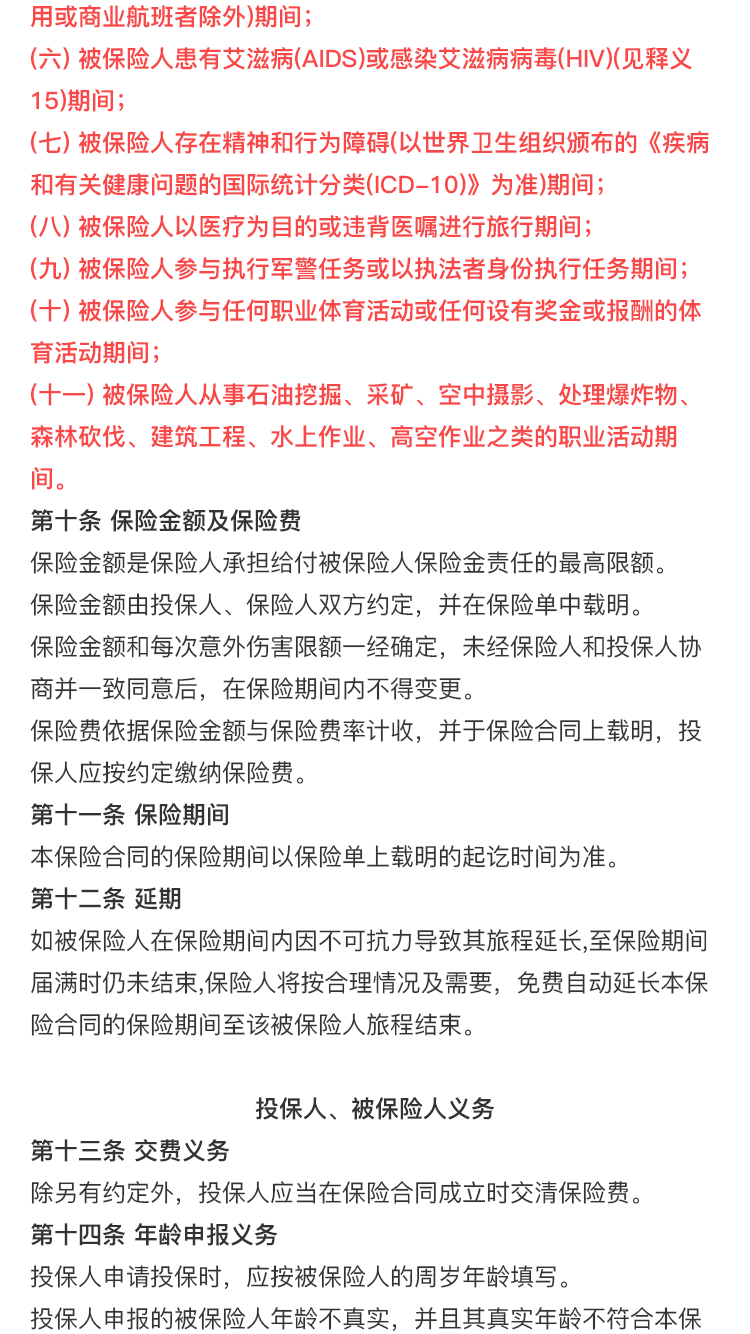 用或商业航班者除外)期间；
(六) 被保险人患有艾滋病(AIDS)或感染艾滋病病毒(HIV)(见释义
15)期间；
(七) 被保险人存在精神和行为障碍(以世界卫生组织颁布的《疾病
和有关健康问题的国际统计分类(ICD-10)》为准)期间；
(八) 被保险人以医疗为目的或违背医嘱进行旅行期间；
(九) 被保险人参与执行军警任务或以执法者身份执行任务期间；
(十) 被保险人参与任何职业体育活动或任何设有奖金或报酬的体
育活动期间；
(十一) 被保险人从事石油挖掘、采矿、空中摄影、处理爆炸物、
森林砍伐、建筑工程、水上作业、高空作业之类的职业活动期
间。
第十条 保险金额及保险费
保险金额是保险人承担给付被保险人保险金责任的最高限额。
保险金额由投保人、保险人双方约定，并在保险单中载明。
保险金额和每次意外伤害限额一经确定，未经保险人和投保人协
商并一致同意后，在保险期间内不得变更。
保险费依据保险金额与保险费率计收，并于保险合同上载明，投
保人应按约定缴纳保险费。
第十一条 保险期间
本保险合同的保险期间以保险单上载明的起讫时间为准。
第十二条 延期
如被保险人在保险期间内因不可抗力导致其旅程延长,至保险期间
届满时仍未结束,保险人将按合理情况及需要，免费自动延长本保
险合同的保险期间至该被保险人旅程结束。
投保人、被保险人义务
第十三条 交费义务
除另有约定外，投保人应当在保险合同成立时交清保险费。
第十四条 年龄申报义务
投保人申请投保时，应按被保险人的周岁年龄填写。
投保人申报的被保险人年龄不真实，并且其真实年龄不符合本保